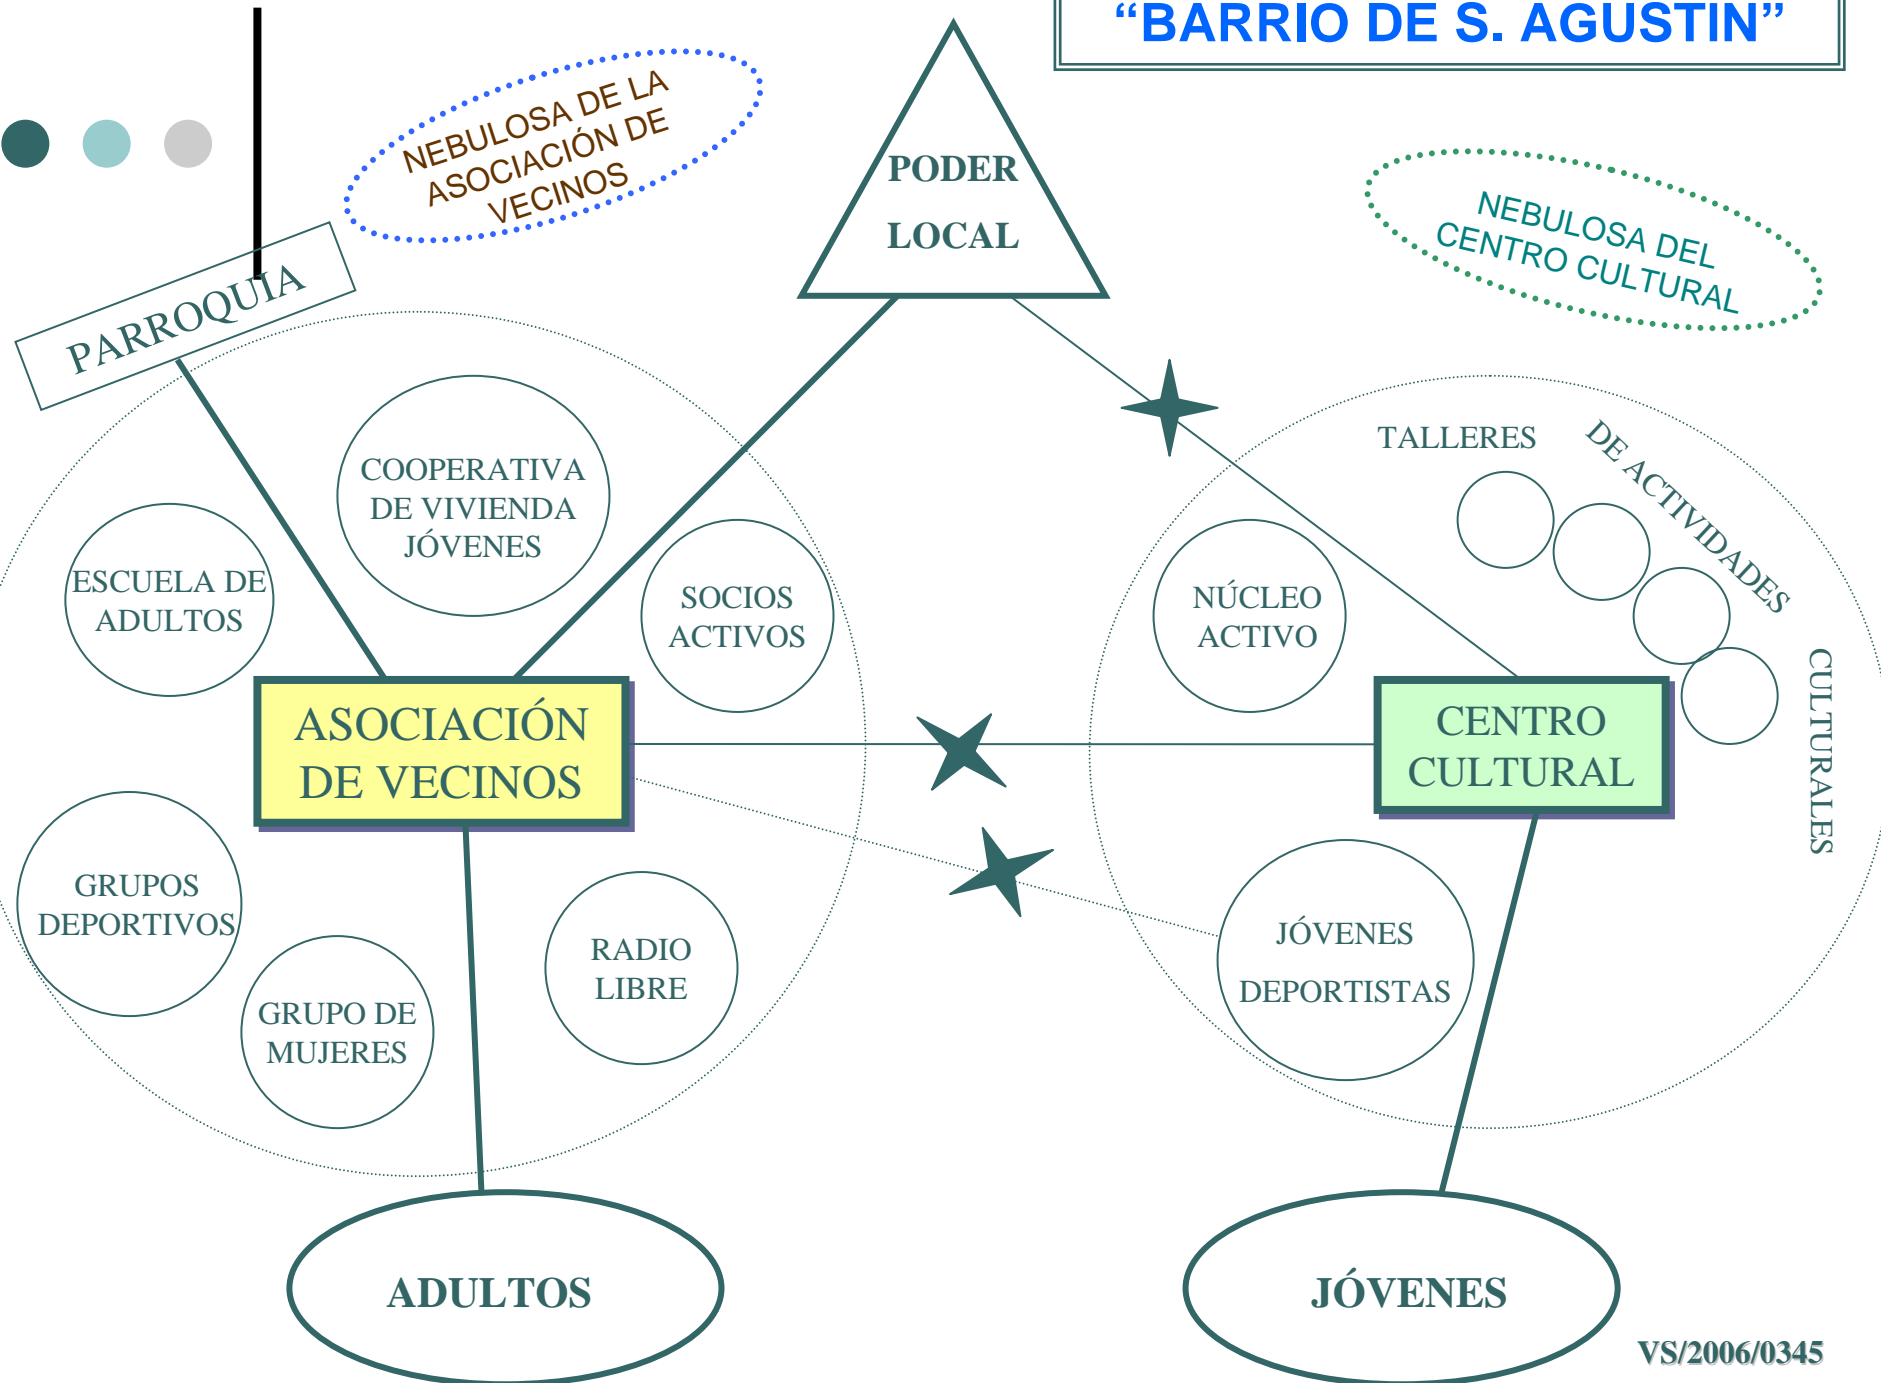 “BARRIO DE S. AGUSTIN”
NEBULOSA DE LA
ASOCIACIÓN DE
VECINOS
PODER
LOCAL
NEBULOSA DEL
CENTRO CULTURAL
PARROQUIA
COOPERATIVA
DE VIVIENDA
JÓVENES
ESCUELA DE
ADULTOS
SOCIOS
ACTIVOS
NÚCLEO
ACTIVO
TALLERES
DE ACTIVIDADES
CULTURALES
ASOCIACIÓN
DE VECINOS
CENTRO
CULTURAL
GRUPOS
DEPORTIVOS
GRUPO DE
MUJERES
RADIO
LIBRE
JÓVENES
DEPORTISTAS
ADULTOS
JÓVENES
VS/2006/0345